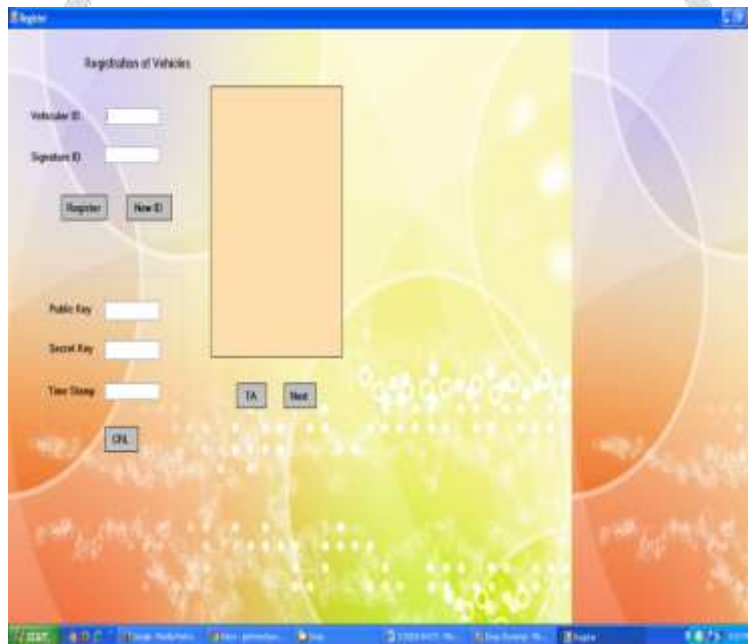 Register
Registration of Vehicles
Vehicular ID
Signature ID
Register
New ID
Public Key
Secret Key
Time Stamp
TA
Next
CRL
start